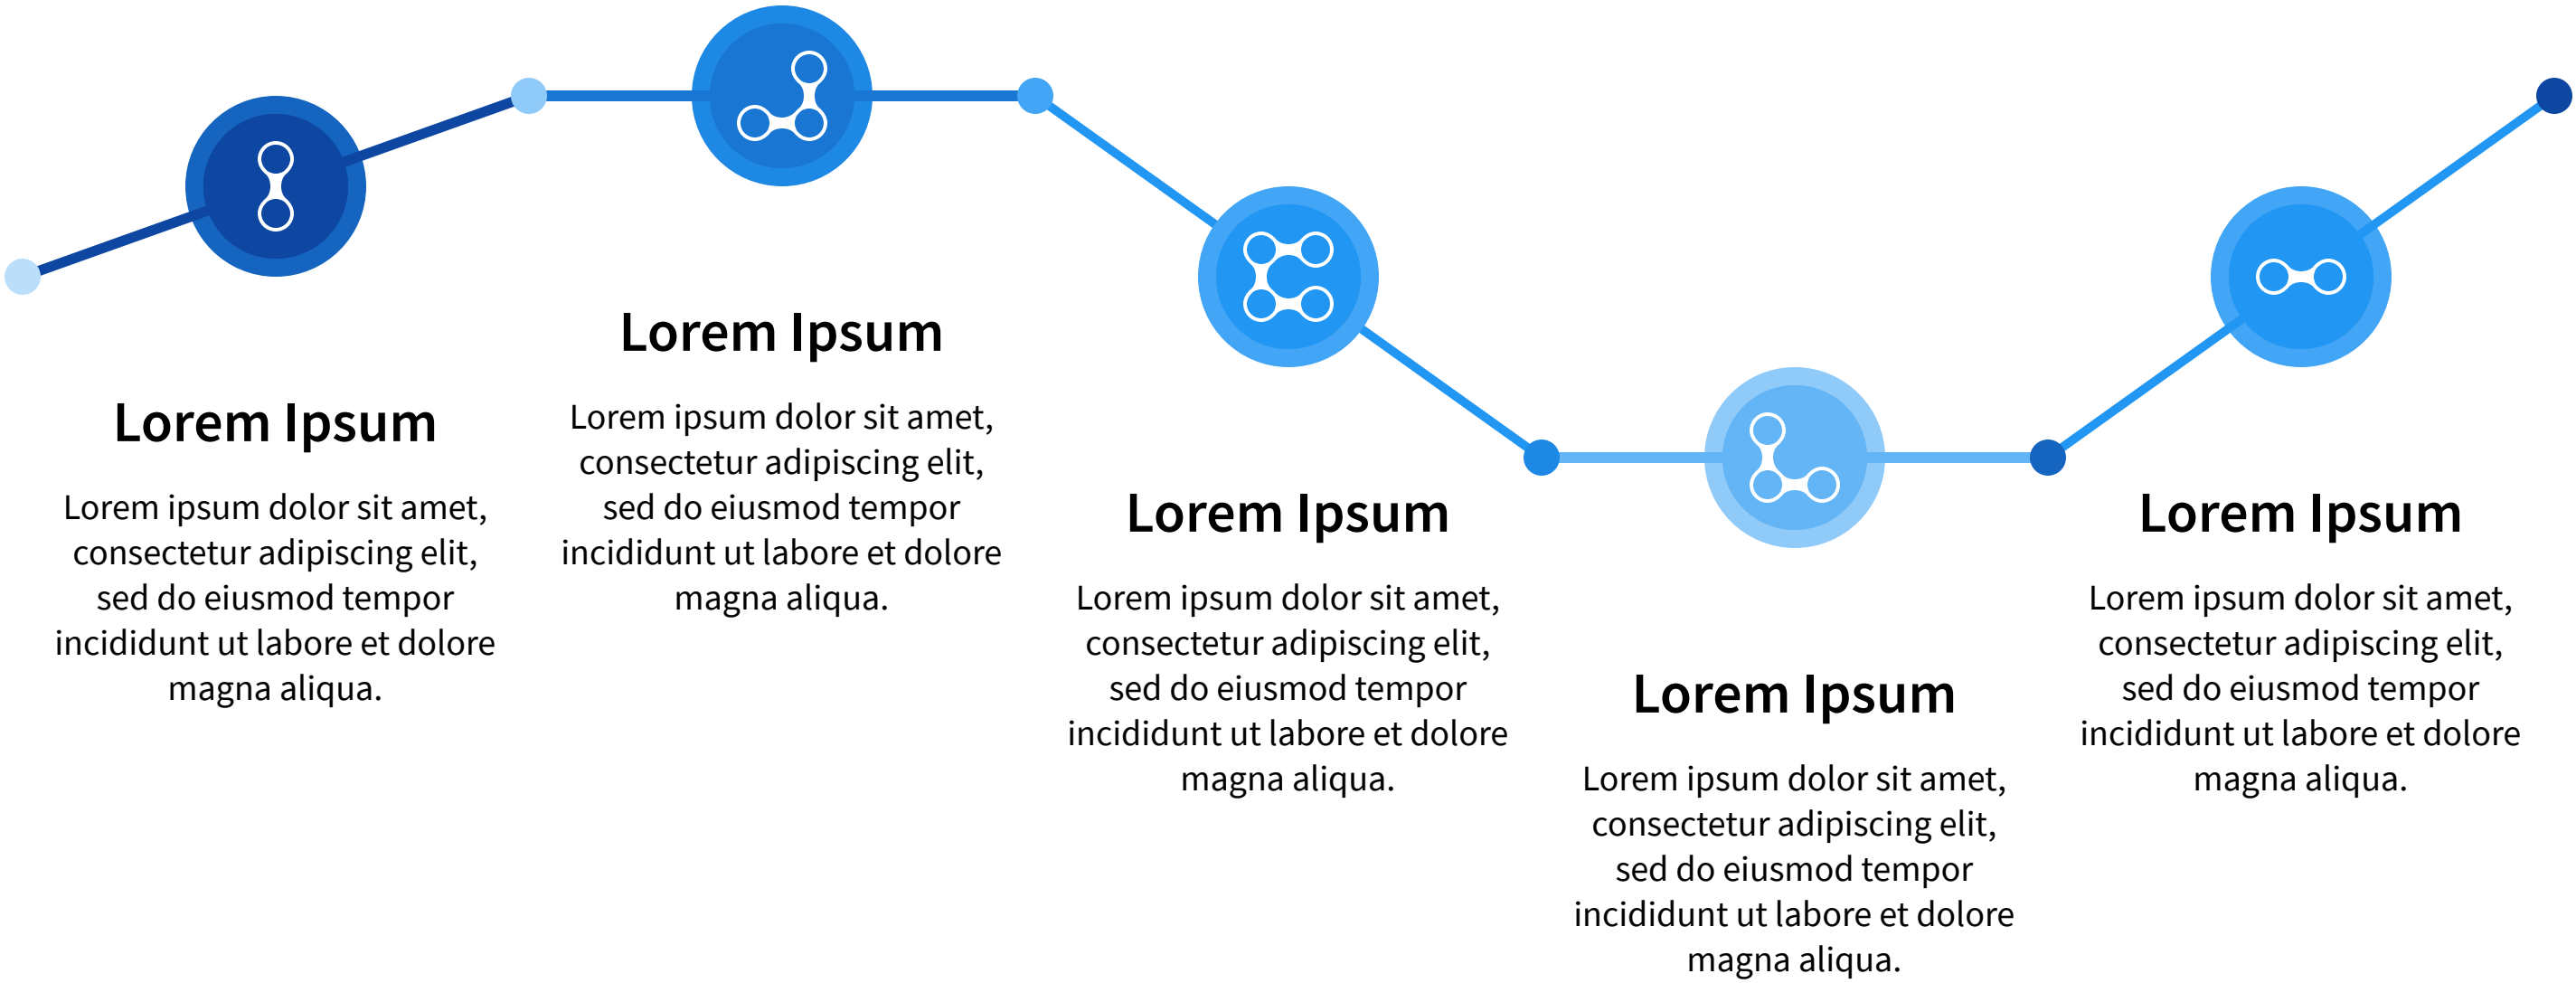 Lorem Ipsum
Lorem ipsum dolor sit amet,
consectetur adipiscing elit,
sed do eiusmod tempor
incididunt ut labore et dolore
magna aliqua.
Lorem Ipsum
Lorem ipsum dolor sit amet,
consectetur adipiscing elit,
sed do eiusmod tempor
incididunt ut labore et dolore
magna aliqua.
Lorem Ipsum
Lorem ipsum dolor sit amet,
consectetur adipiscing elit,
sed do eiusmod tempor
incididunt ut labore et dolore
magna aliqua.
Lorem Ipsum
Lorem ipsum dolor sit amet,
consectetur adipiscing elit,
sed do eiusmod tempor
incididunt ut labore et dolore
magna aliqua.
Lorem Ipsum
Lorem ipsum dolor sit amet,
consectetur adipiscing elit,
sed do eiusmod tempor
incididunt ut labore et dolore
magna aliqua.